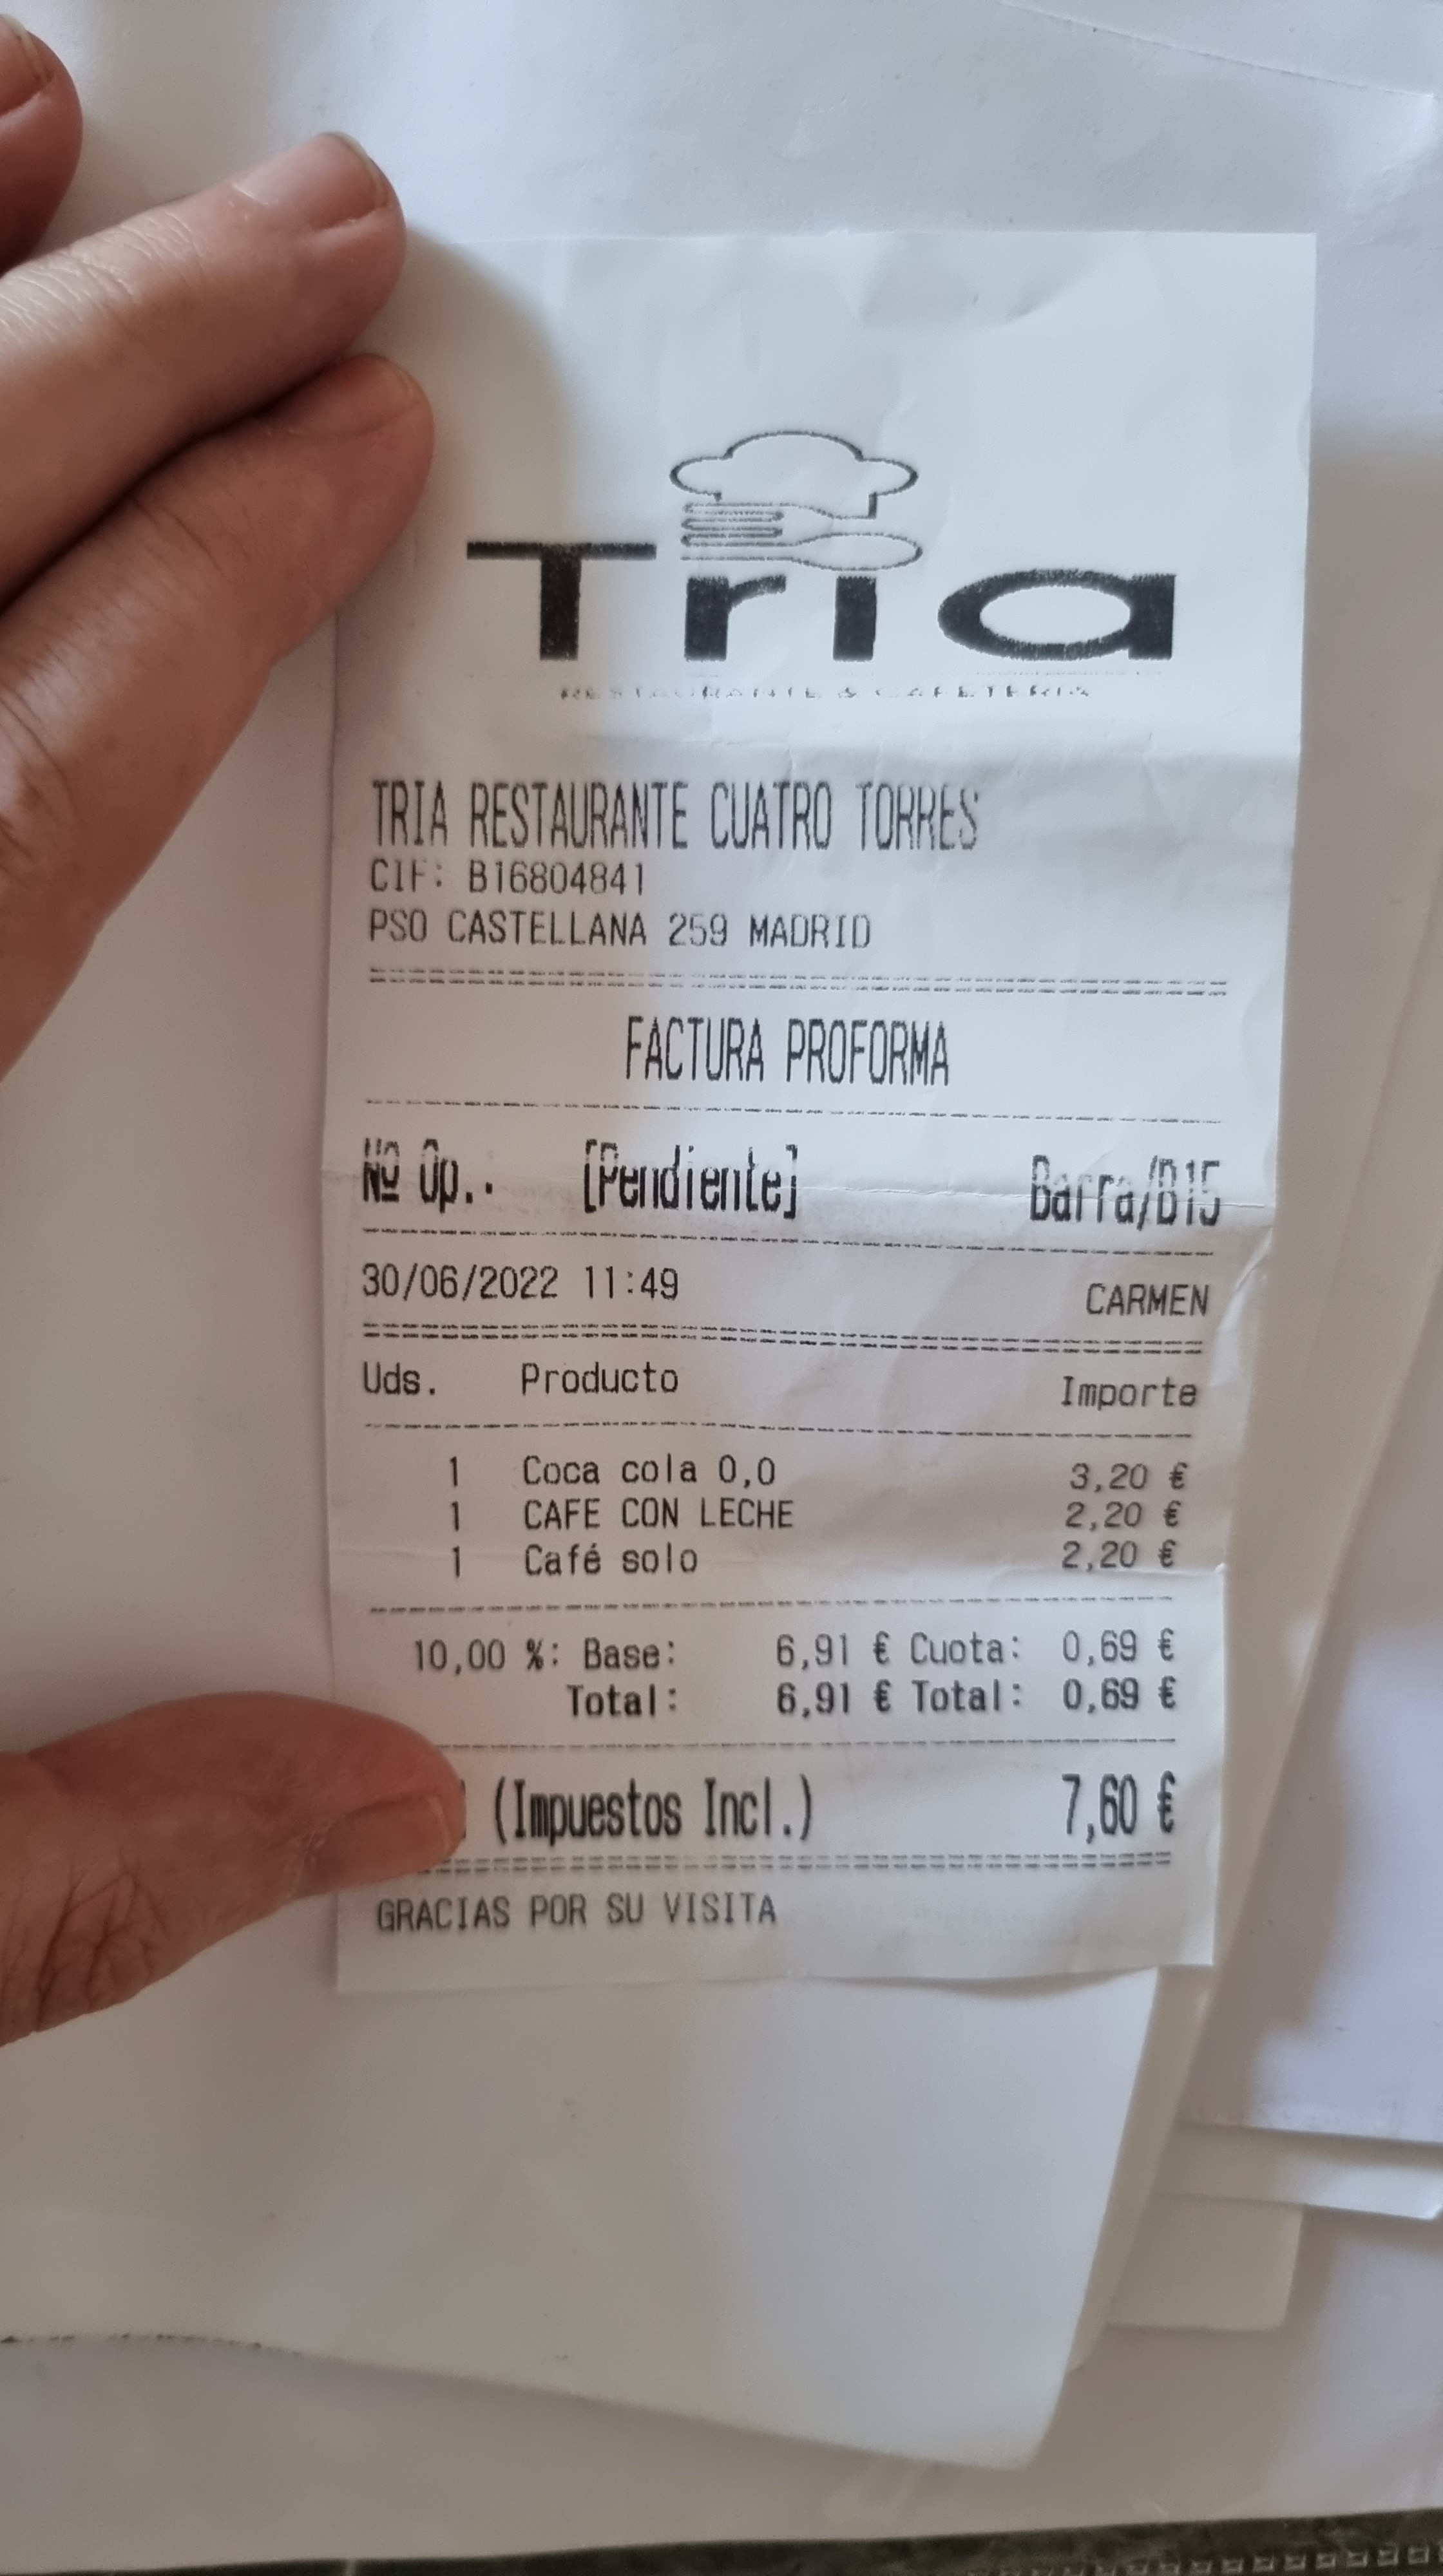 Tria
RESTAURANTE & CAFETERIA
TRIA RESTAURANTE CUATRO TORRES
CIF: B16804841
PSO CASTELLANA 259 MADRID
FACTURA PROFORMA
Nº Op.. [Pendiente] Barra/B15
30/06/2022 11:49 CARMEN
Uds. Producto Importe
1 Coca cola 0,0 3,20 €
1 CAFE CON LECHE 2,20 €
1 Café solo 2,20 €
10,00 %: Base: 6,91 € Cuota: 0,69 €
Total: 6,91 € Total: 0,69 €
(Impuestos Incl.) 7,60 €
GRACIAS POR SU VISITA